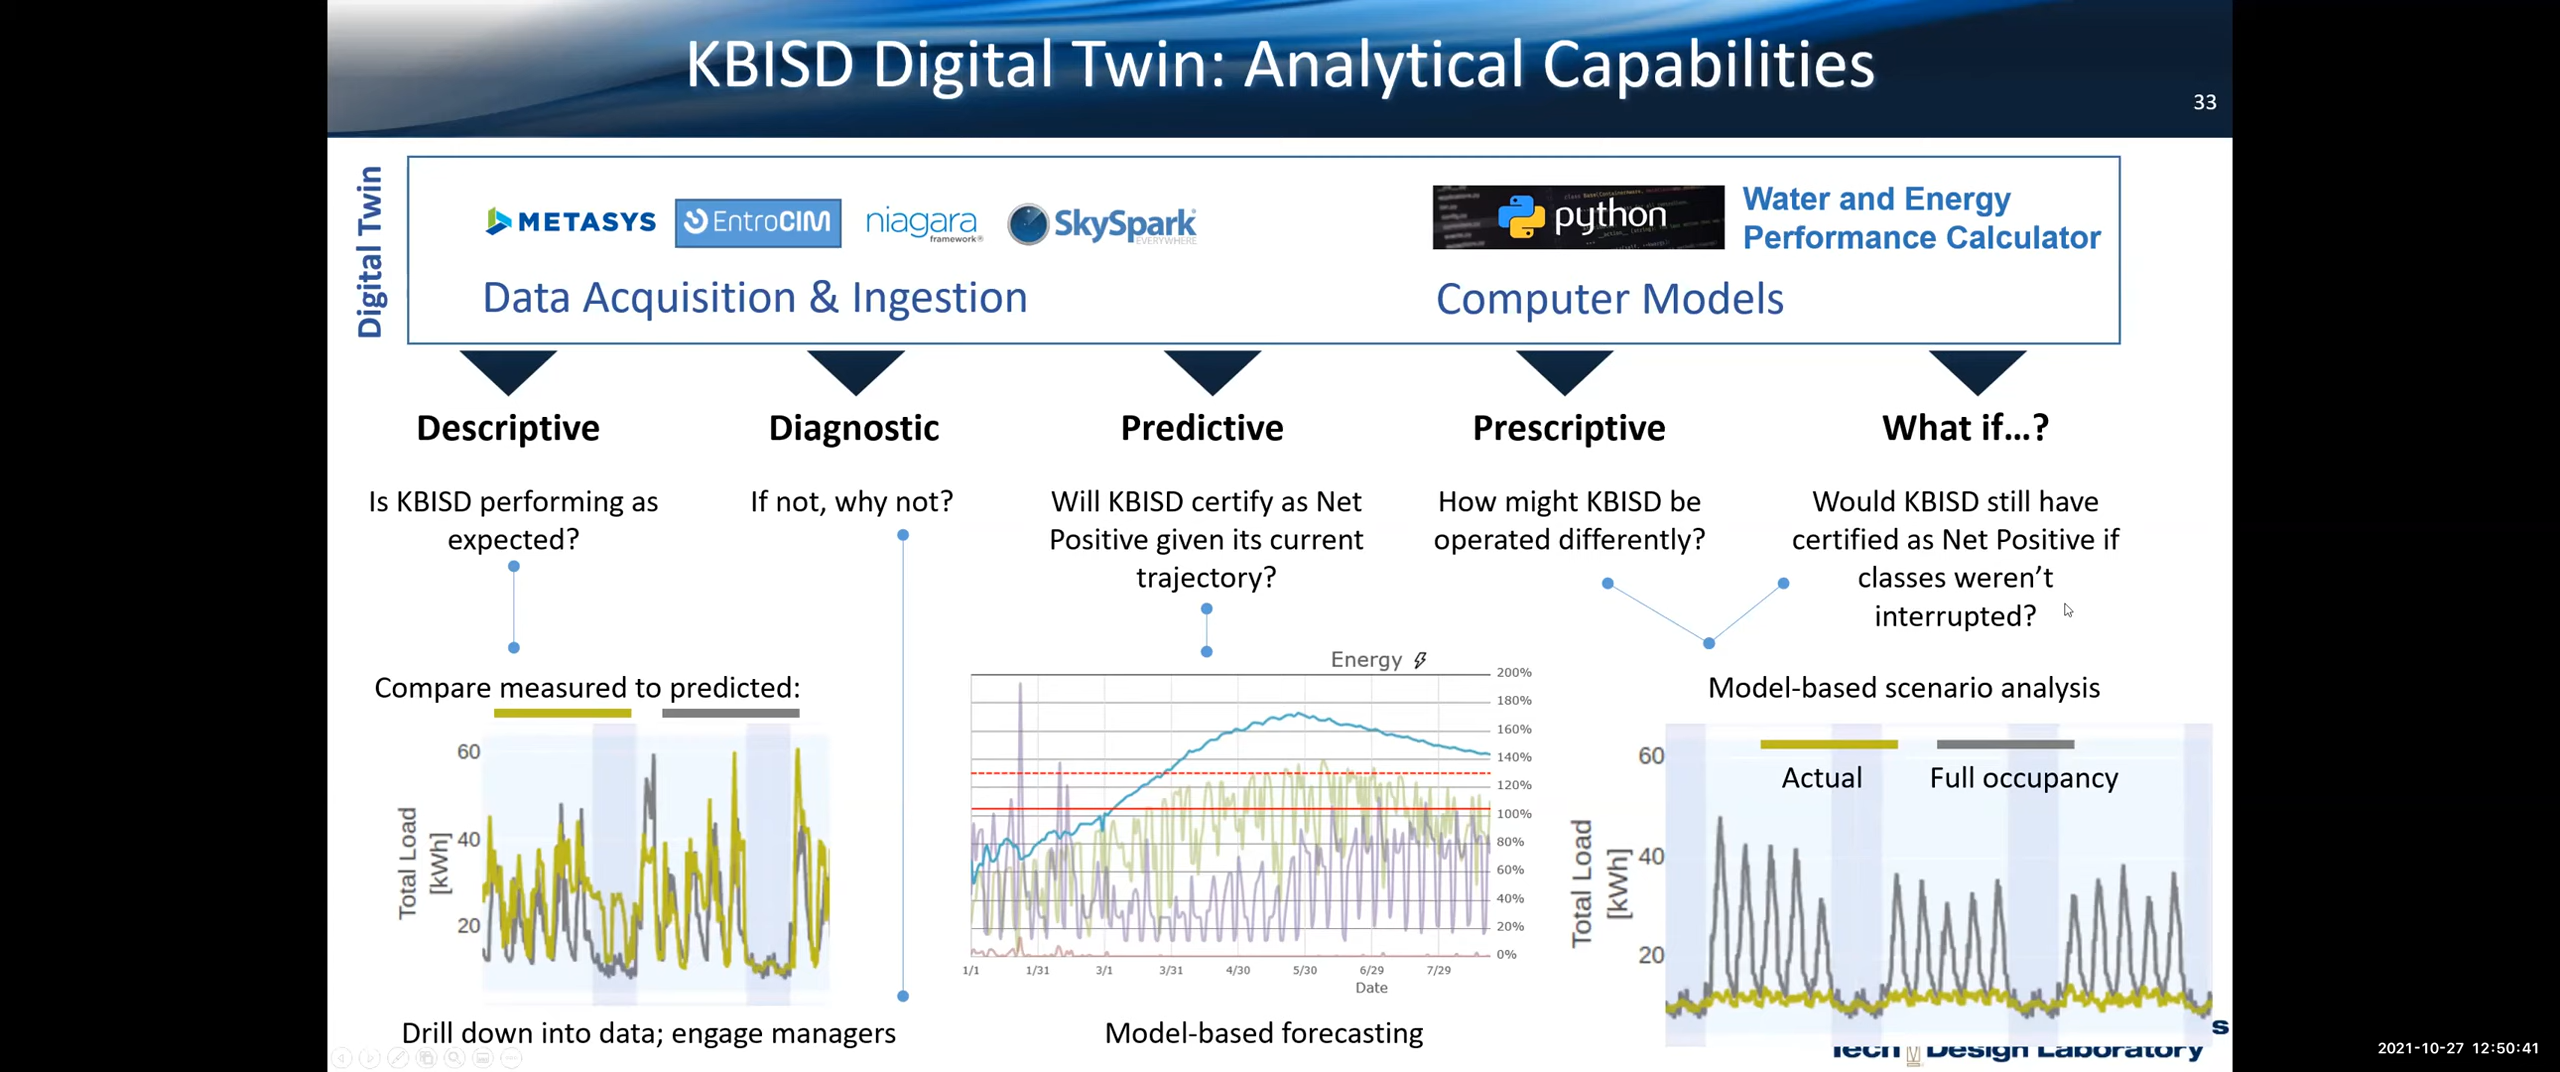 KBISD Digital Twin: Analytical Capabilities
33
Digital Twin
METASYS
EntroCIM
niagara
framework®
SkySpark®
EVERYWHERE
python
Water and Energy
Performance Calculator
Data Acquisition & Ingestion
Computer Models
Descriptive
Is KBISD performing as
expected?
Compare measured to predicted:
Total Load
[kWh]
60
40
20
Diagnostic
If not, why not?
Drill down into data; engage managers
Predictive
Will KBISD certify as Net
Positive given its current
trajectory?
Energy
200%
180%
160%
140%
120%
100%
80%
60%
40%
20%
0%
1/1 1/31 3/1 3/31 4/30 5/30 6/29 7/29
Date
Model-based forecasting
Prescriptive
How might KBISD be
operated differently?
What if...?
Would KBISD still have
certified as Net Positive if
classes weren't
interrupted?
Model-based scenario analysis
Actual Full occupancy
Total Load
[kWh]
60
40
20
s
Tech Design Laboratory
2021-10-27 12:50:41